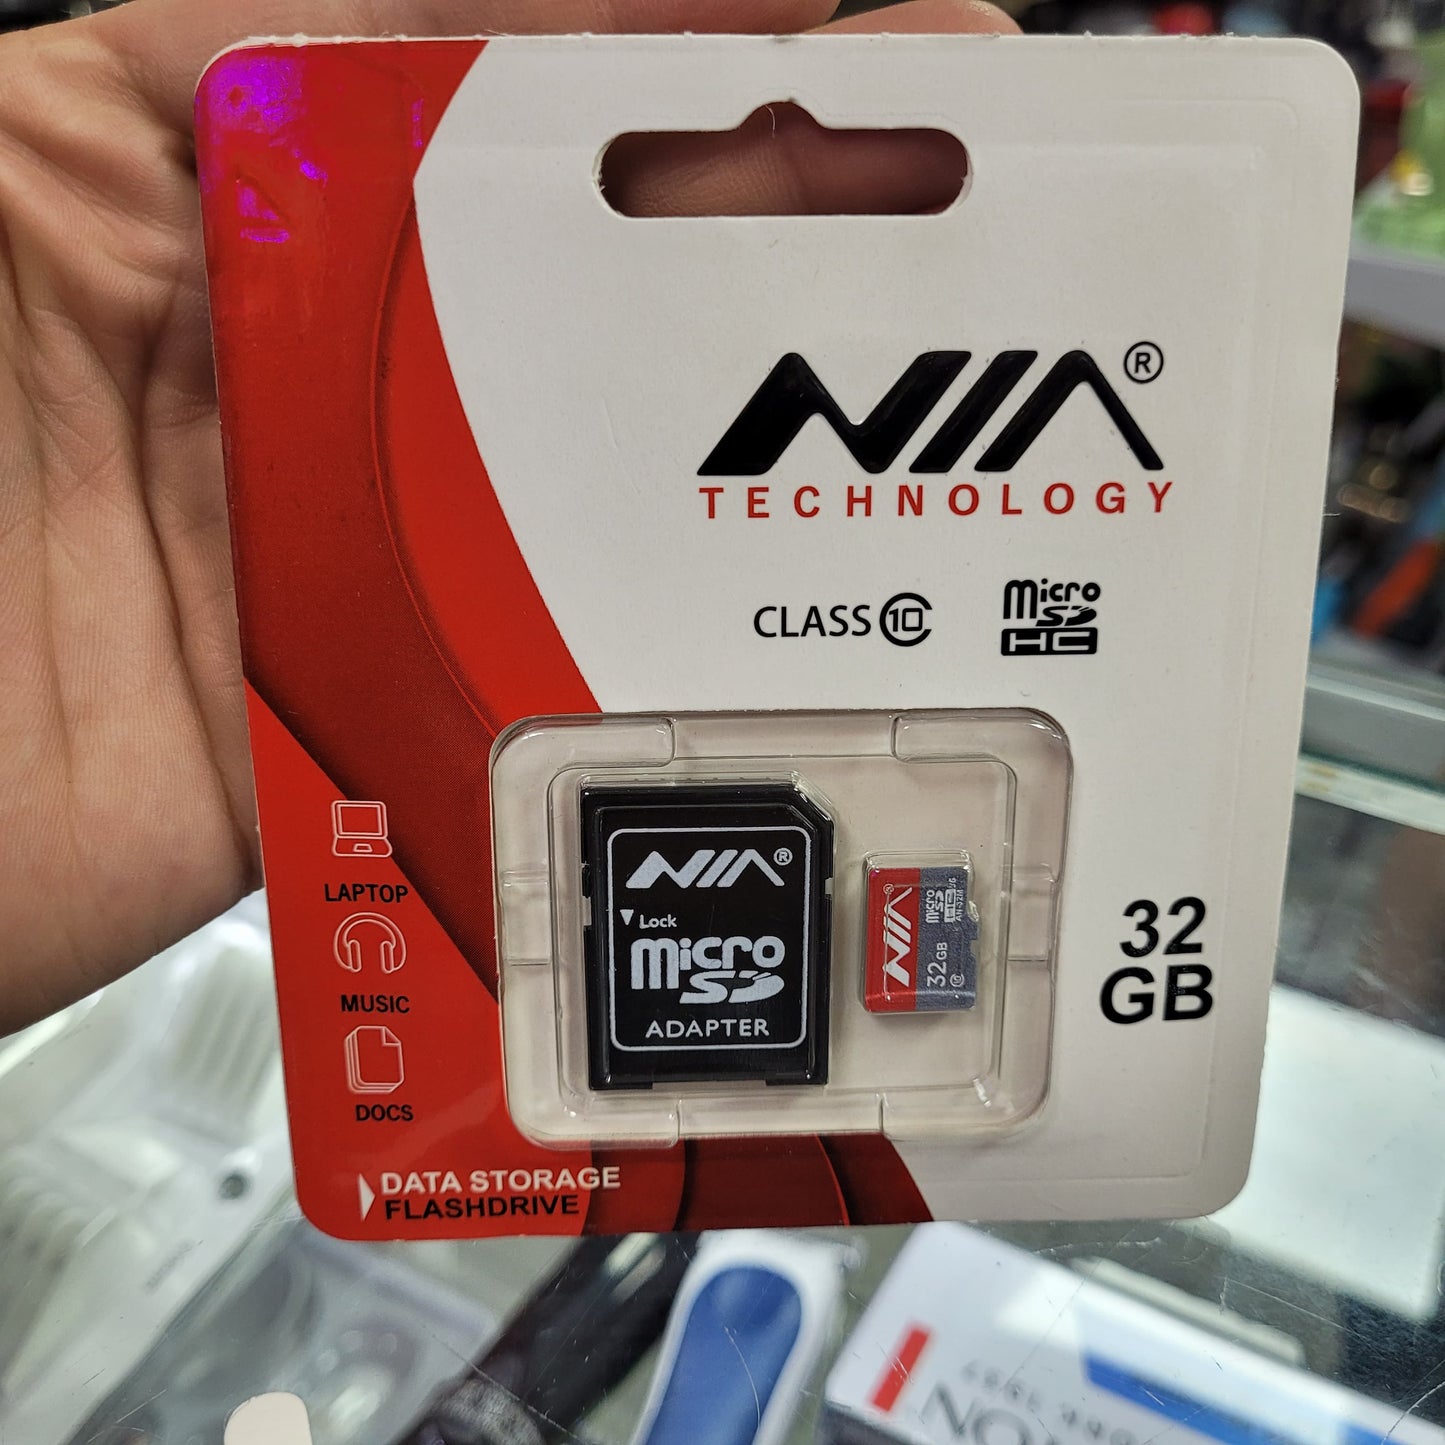 NIA®
TECHNOLOGY
CLASS 10
micro
SD
HC
LAPTOP
MUSIC
DOCS
NIA®
Lock
micro
SD
ADAPTER
NIA®
32GB
10
micro
SD
HC
32
GB
DATA STORAGE
FLASHDRIVE